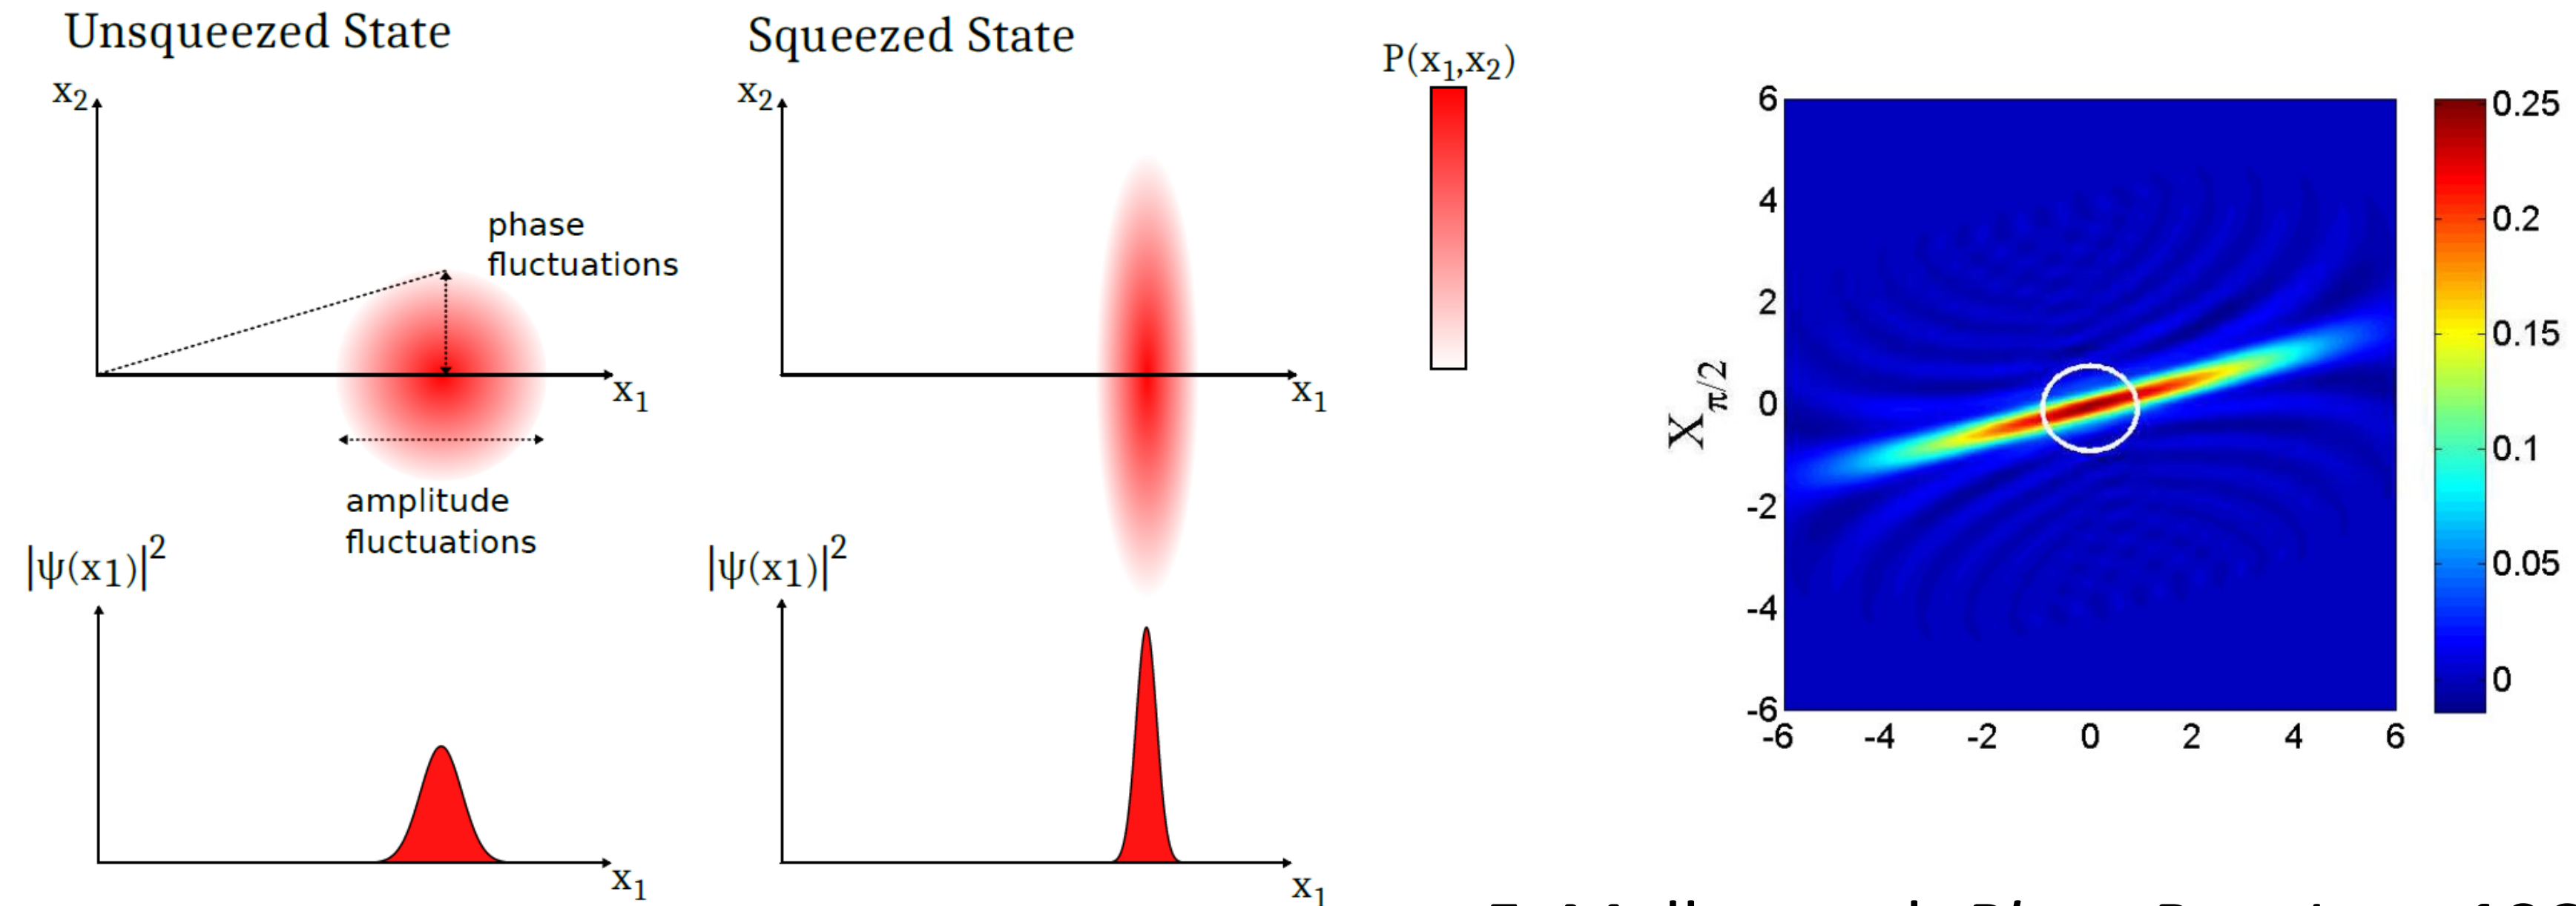 Unsqueezed State
x2
phase
fluctuations
x1
amplitude
fluctuations
|ψ(x1)|²
x1
Squeezed State
x2
x1
|ψ(x1)|²
x1
P(x1,x2)
Xπ/2
6
4
2
0
-2
-4
-6
-6 -4 -2 0 2 4 6
0.25
0.2
0.15
0.1
0.05
0